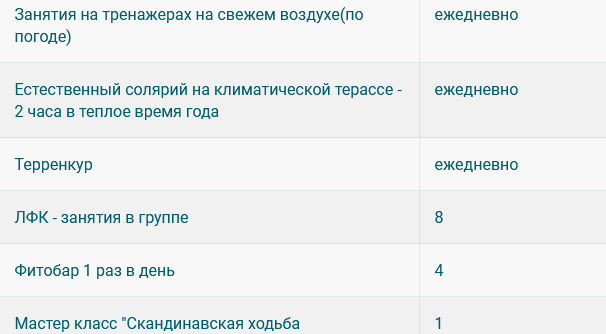 Занятия на тренажерах на свежем воздухе(по
погоде)
ежедневно
Естественный солярий на климатической терассе -
2 часа в теплое время года
ежедневно
Терренкур
ежедневно
ЛФК - занятия в группе
8
Фитобар 1 раз в день
4
Мастер класс "Скандинавская ходьба
1